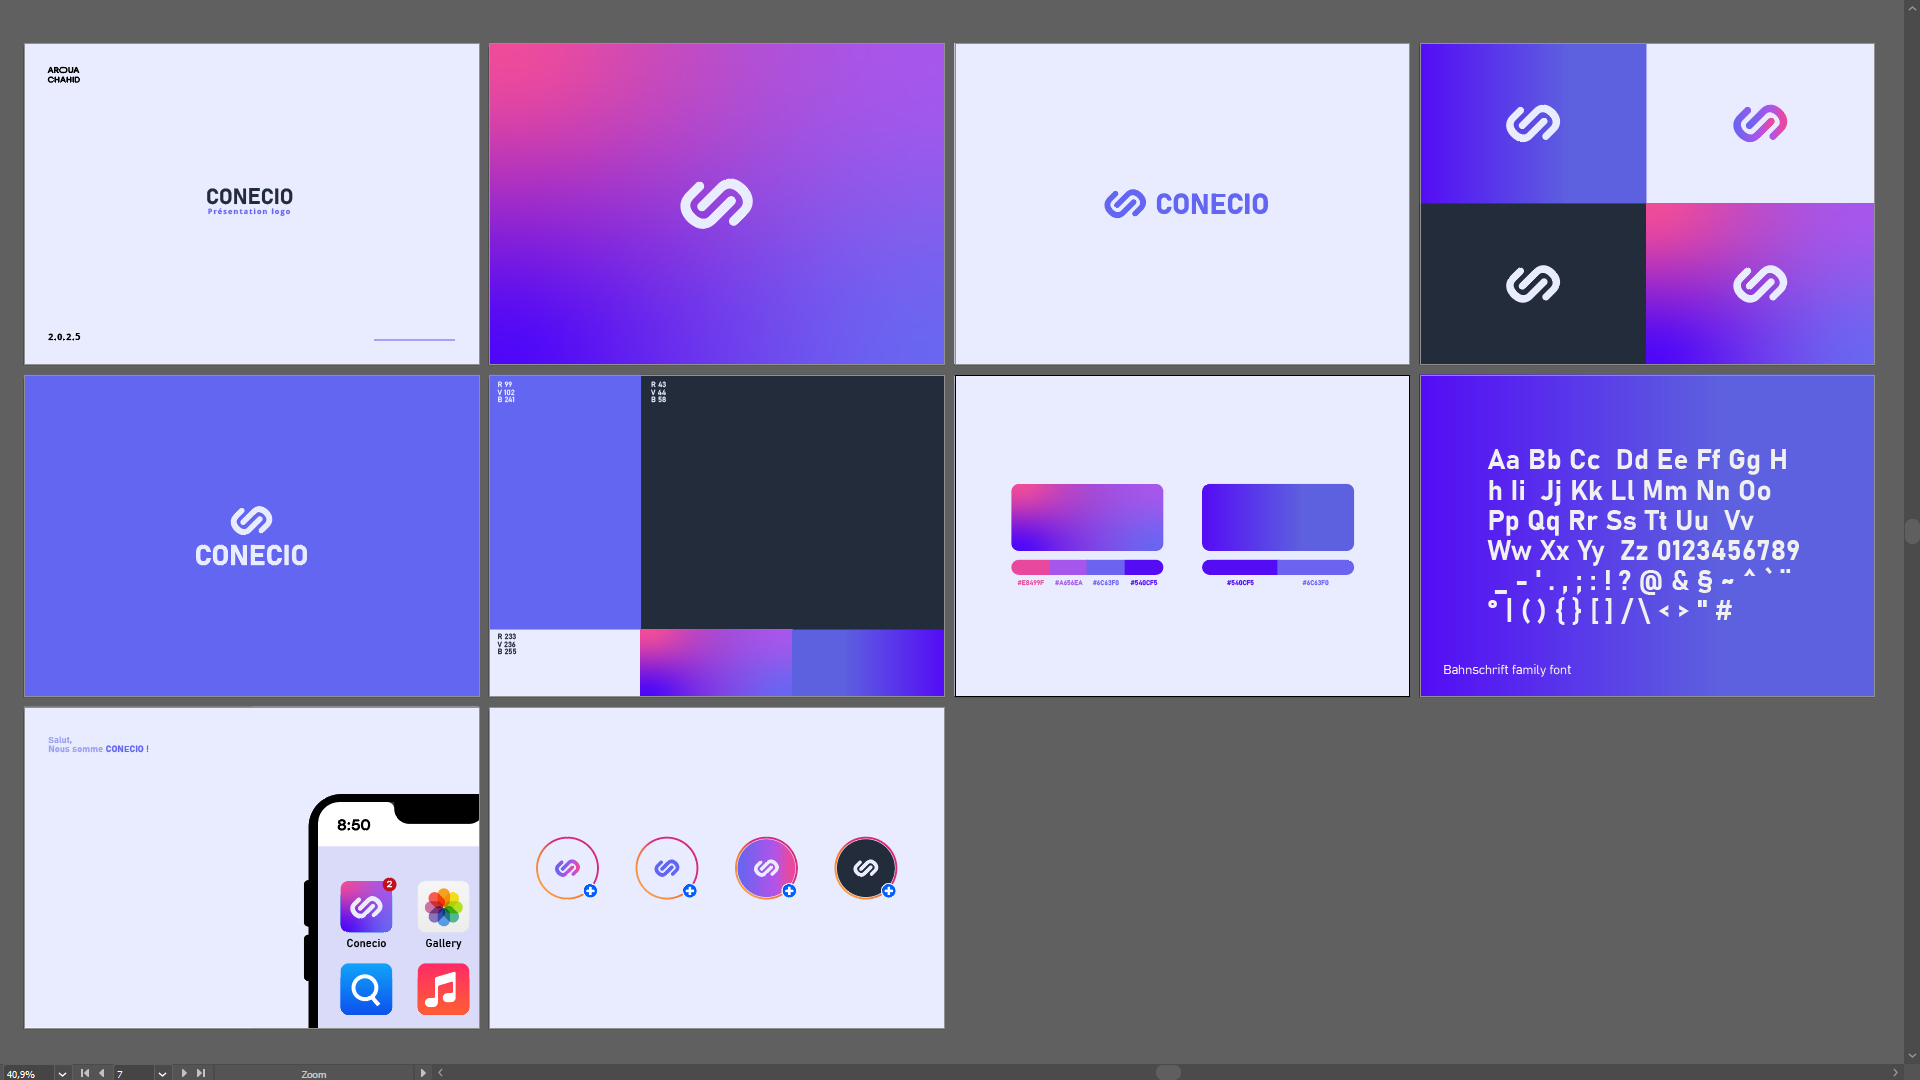 AROUA
CHAHID
CONECIO
Présentation logo
2.0.2.5
CONECIO
CONECIO
R 99
V 102
B 241
R 43
V 44
B 58
R 233
V 236
B 255
#E8499F #A656EA #6C63F0 #540CF5
#540CF5 #6C63F0
Aa Bb Cc Dd Ee Ff Gg H
h Ii Jj Kk Ll Mm Nn Oo
Pp Qq Rr Ss Tt Uu Vv
Ww Xx Yy Zz 0123456789
_ - ' . , ; : ! ? @ & § ~ ^ ` ¨
° | ( ) { } [ ] / \ < > " #
Bahnschrift family font
Salut,
Nous somme CONECIO !
8:50
2
Conecio
Gallery
40,9%
7
Zoom